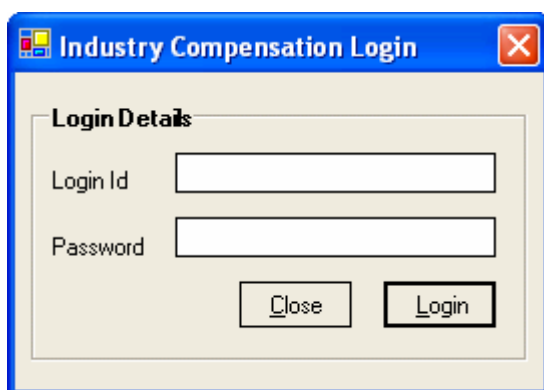 Industry Compensation Login
Login Details
Login Id
Password
Close
Login